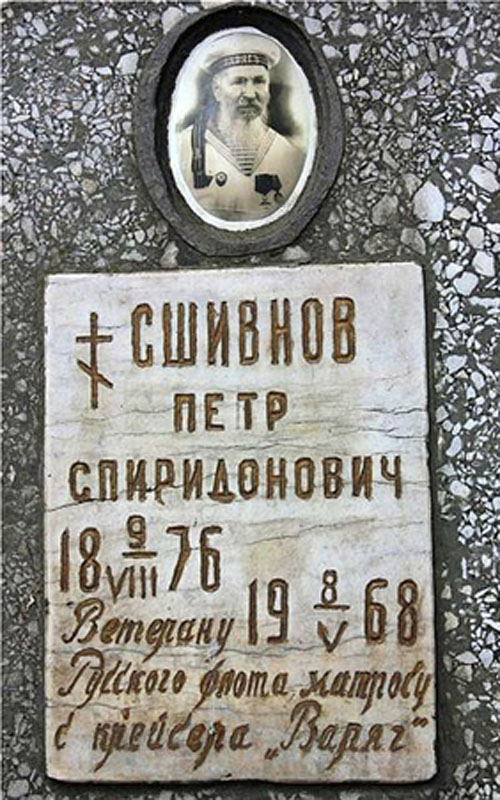 СШИВНОВ
ПЕТР
СПИРИДОНОВИЧ
18 9/VIII 76
19 8/V 68
Ветерану
Русского флота, матросу
с крейсера „Варяг"